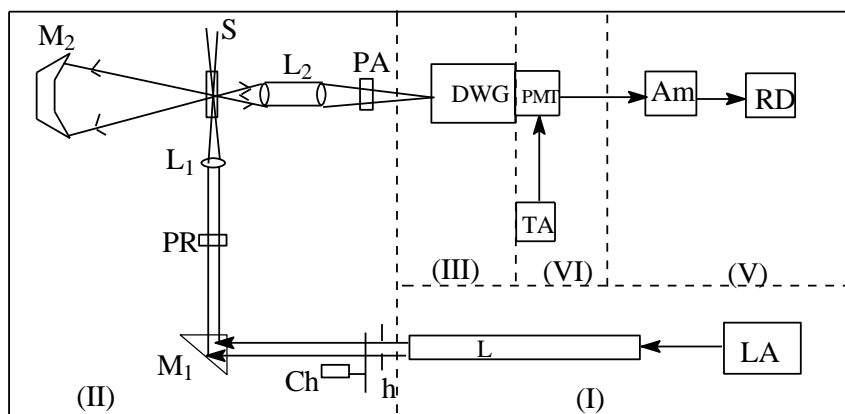 M2
S
L2
PA
DWG
PMT
Am
RD
L1
TA
PR
(III)
(VI)
(V)
M1
Ch
h
L
LA
(II)
(I)